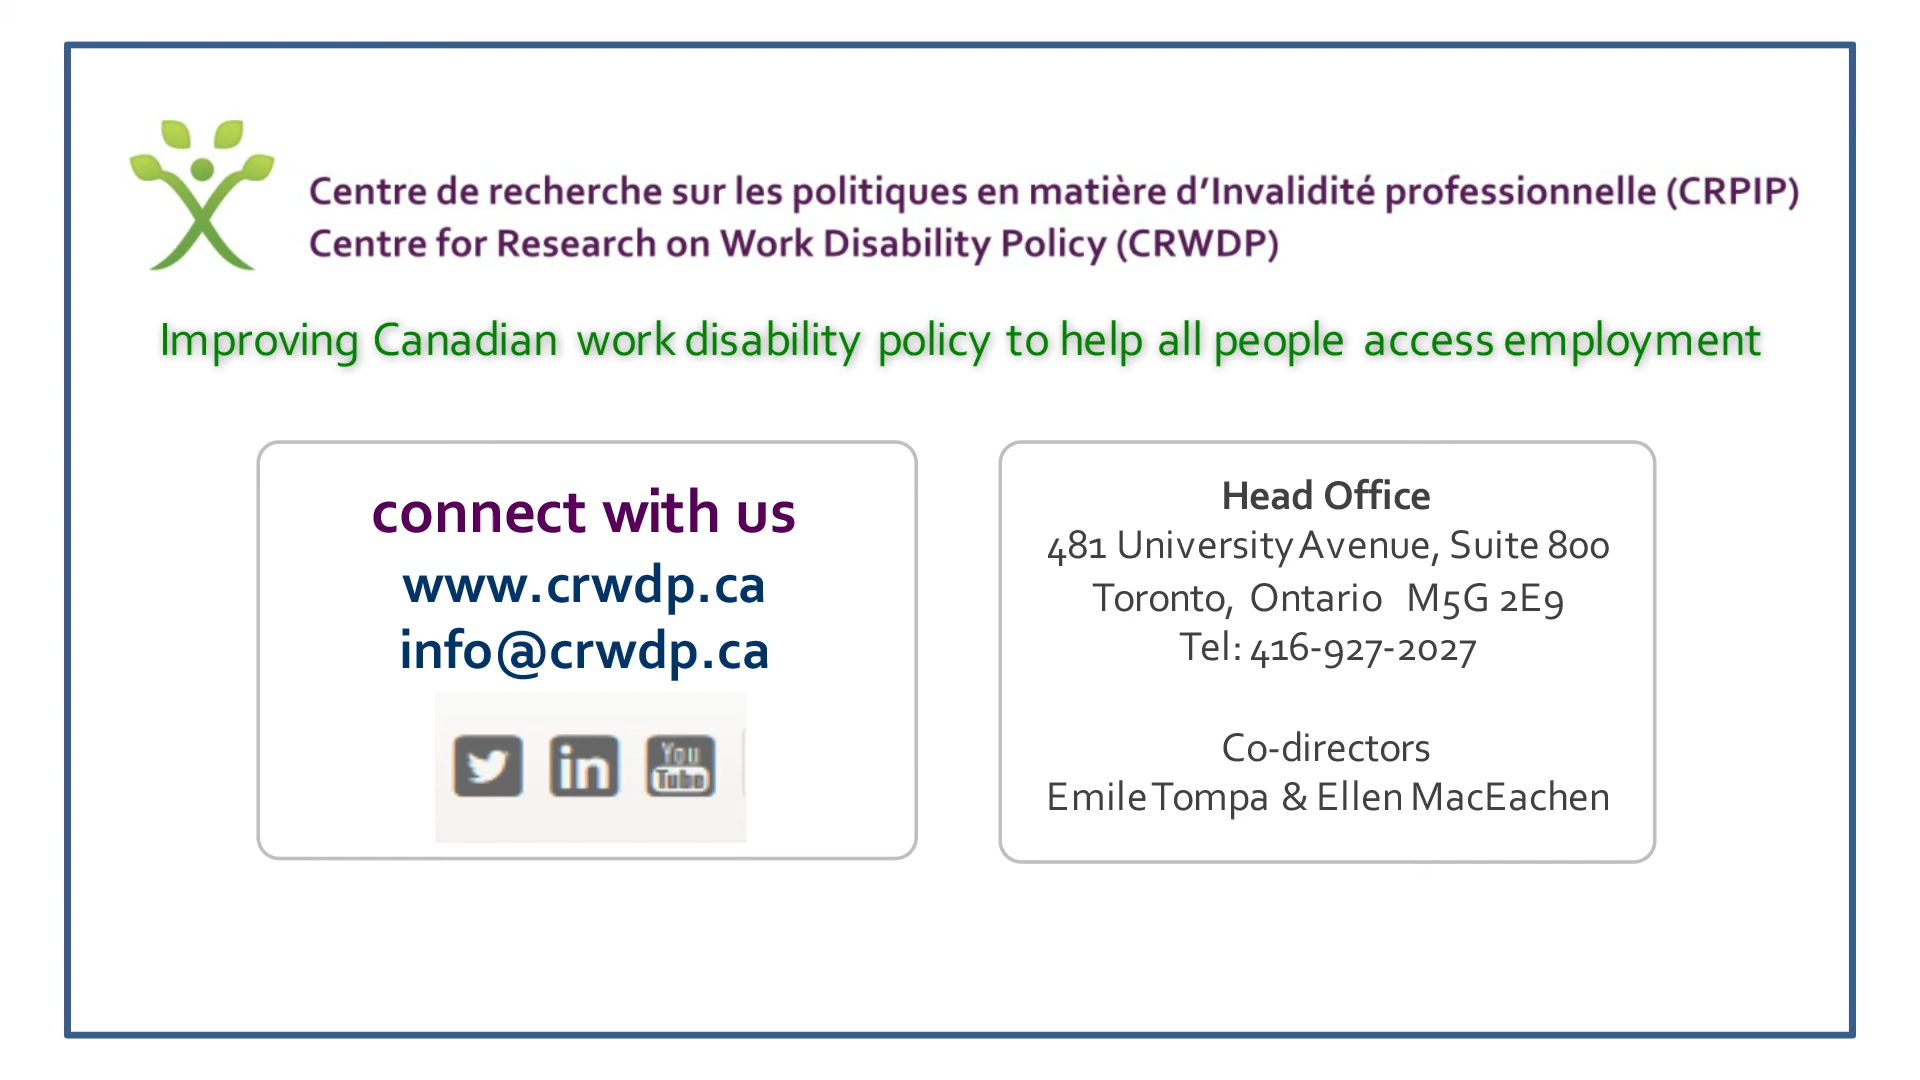 Centre de recherche sur les politiques en matière d’Invalidité professionnelle (CRPIP)
Centre for Research on Work Disability Policy (CRWDP)
Improving Canadian work disability policy to help all people access employment
connect with us
www.crwdp.ca
info@crwdp.ca
in You
Tube
Head Office
481 University Avenue, Suite 800
Toronto, Ontario M5G 2E9
Tel: 416-927-2027
Co-directors
Emile Tompa & Ellen MacEachen